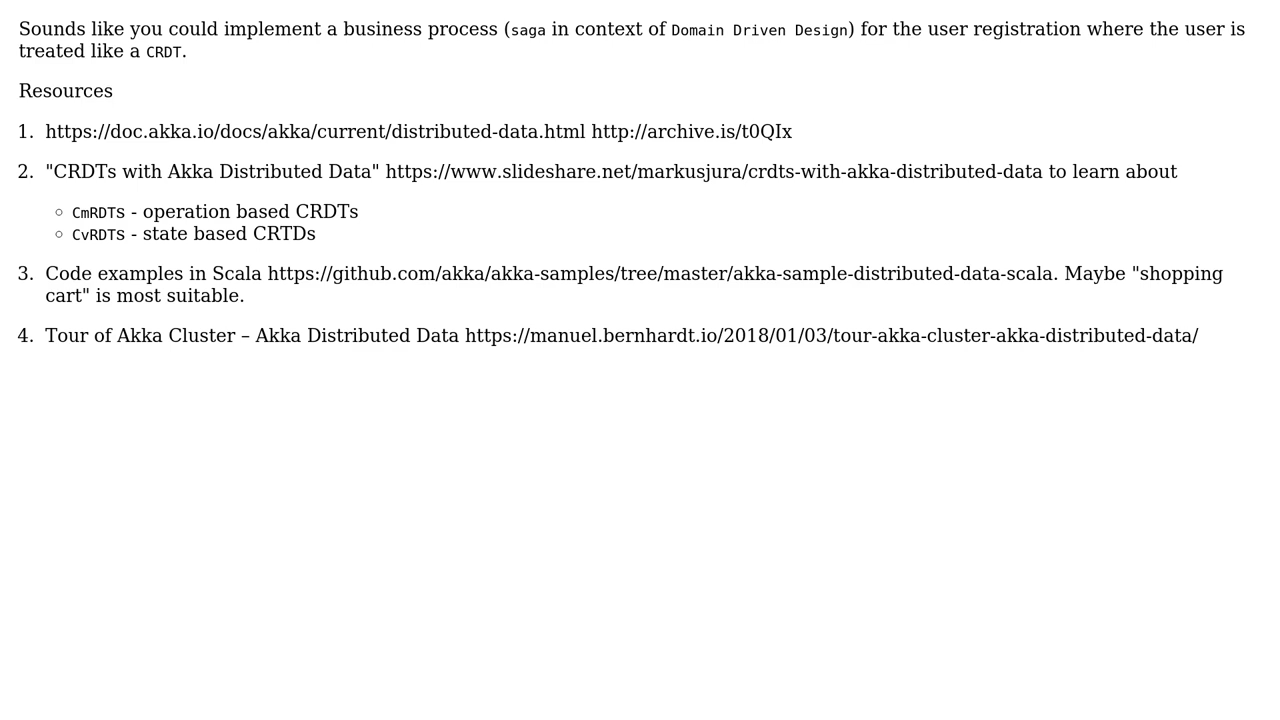 Sounds like you could implement a business process (saga in context of Domain Driven Design) for the user registration where the user is
treated like a CRDT.
Resources
1. https://doc.akka.io/docs/akka/current/distributed-data.html http://archive.is/t0QIx
2. "CRDTs with Akka Distributed Data" https://www.slideshare.net/markusjura/crdts-with-akka-distributed-data to learn about
○ CmRDTs - operation based CRDTs
○ CvRDTs - state based CRTDs
3. Code examples in Scala https://github.com/akka/akka-samples/tree/master/akka-sample-distributed-data-scala. Maybe "shopping
cart" is most suitable.
4. Tour of Akka Cluster – Akka Distributed Data https://manuel.bernhardt.io/2018/01/03/tour-akka-cluster-akka-distributed-data/